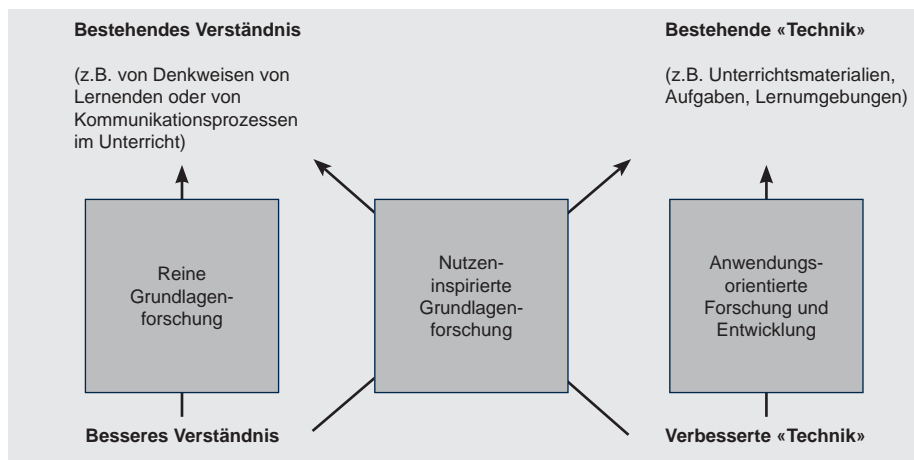 Bestehendes Verständnis
(z.B. von Denkweisen von
Lernenden oder von
Kommunikationsprozessen
im Unterricht)
Bestehende «Technik»
(z.B. Unterrichtsmaterialien,
Aufgaben, Lernumgebungen)
Reine
Grundlagen-
forschung
Nutzen-
inspirierte
Grundlagen-
forschung
Anwendungs-
orientierte
Forschung und
Entwicklung
Besseres Verständnis
Verbesserte «Technik»